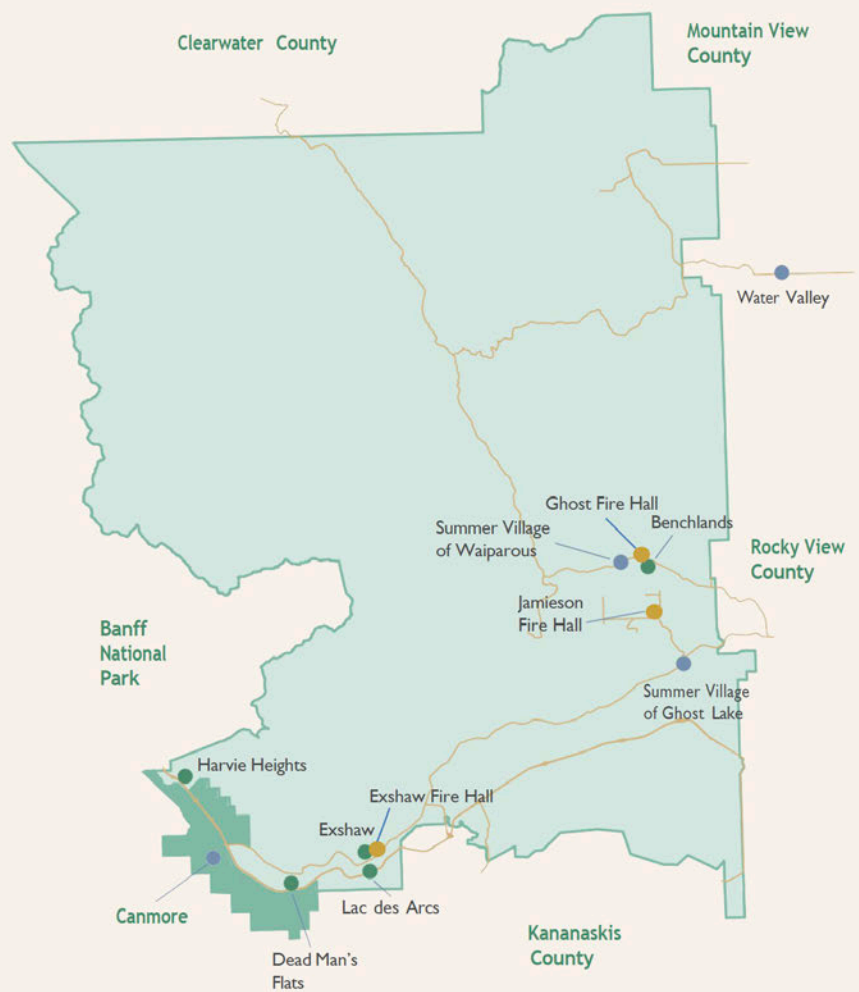 Clearwater County
Mountain View
County
Water Valley
Ghost Fire Hall
Summer Village
of Waiparous
Benchlands
Rocky View
County
Jamieson
Fire Hall
Banff
National
Park
Summer Village
of Ghost Lake
Harvie Heights
Exshaw Fire Hall
Exshaw
Lac des Arcs
Canmore
Kananaskis
County
Dead Man's
Flats